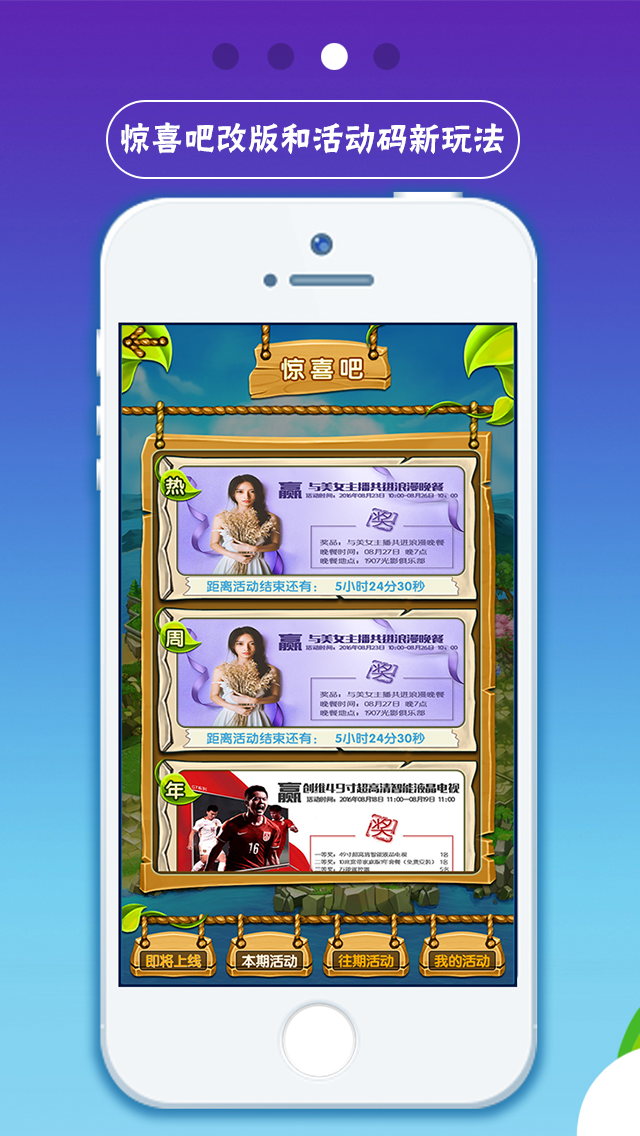 惊喜吧改版和活动码新玩法
惊喜吧
热
赢 与美女主播共进浪漫晚餐
活动时间：2016年08月23日 10:00-08月26日 10:00
奖
奖品：与美女主播共进浪漫晚餐
晚餐时间：08月27日 晚7点
晚餐地点：1907光影俱乐部
距离活动结束还有： 5小时24分30秒
周
赢 与美女主播共进浪漫晚餐
活动时间：2016年08月23日 10:00-08月26日 10:00
奖
奖品：与美女主播共进浪漫晚餐
晚餐时间：08月27日 晚7点
晚餐地点：1907光影俱乐部
距离活动结束还有： 5小时24分30秒
年
赢 创维49寸超高清智能液晶电视
活动时间：2016年08月18日 11:00—08月19日 11:00
奖
16
一等奖：49寸超高清智能液晶电视 1名
1名
5名
即将上线 本期活动 往期活动 我的活动